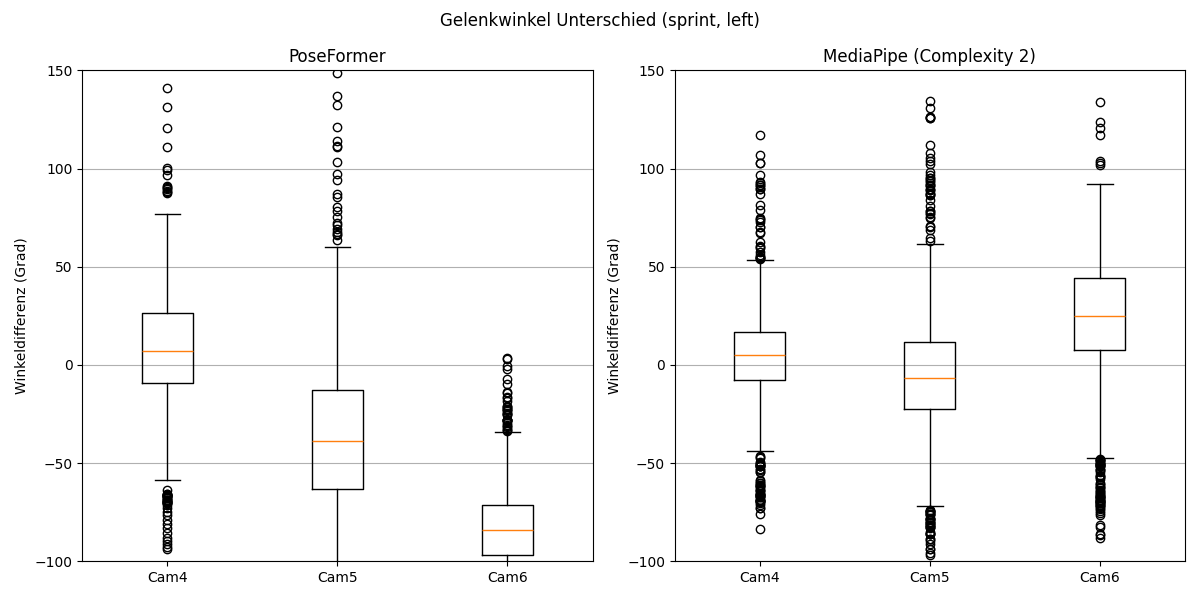 Gelenkwinkel Unterschied (sprint, left)
PoseFormer
Winkeldifferenz (Grad)
150
100
50
0
−50
−100
Cam4 Cam5 Cam6
MediaPipe (Complexity 2)
Winkeldifferenz (Grad)
150
100
50
0
−50
−100
Cam4 Cam5 Cam6